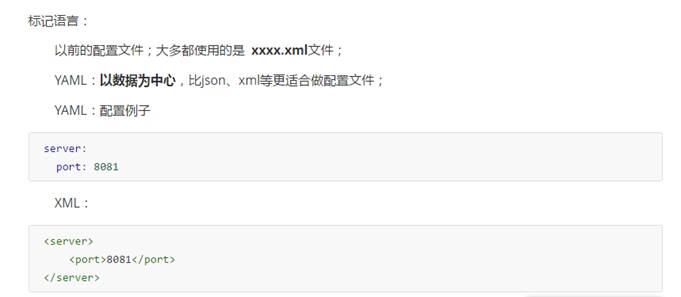 标记语言：
以前的配置文件；大多都使用的是 xxxx.xml文件；
YAML：以数据为中心，比json、xml等更适合做配置文件；
YAML：配置例子
server:
  port: 8081
XML：
<server>
    <port>8081</port>
</server>